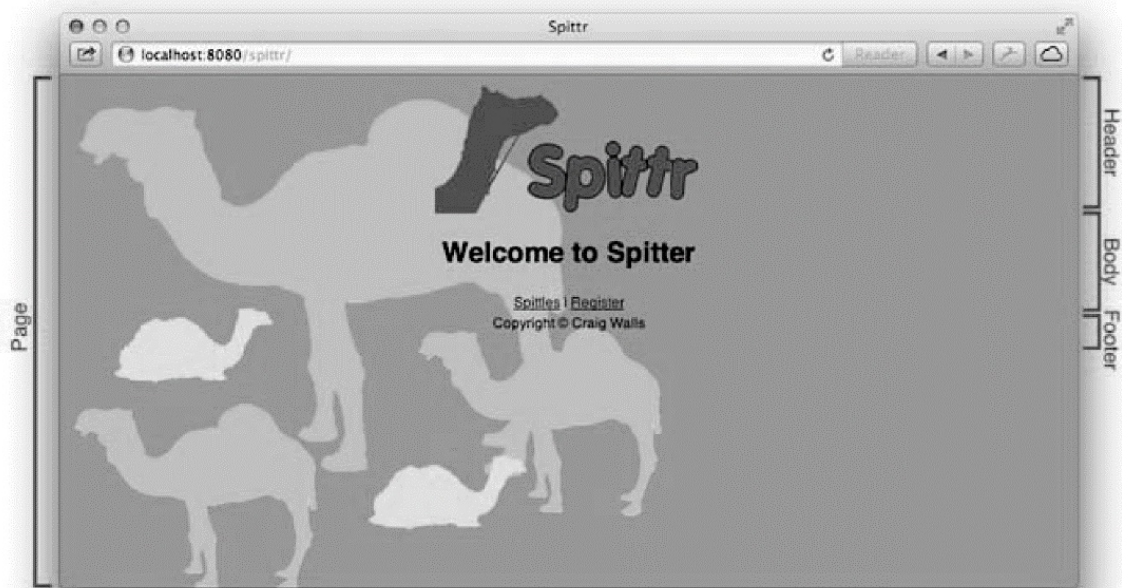 Spittr
localhost:8080/spittr/
Reader
Page
Header
Spittr
Welcome to Spitter
Body
Spittles | Register
Footer
Copyright © Craig Walls